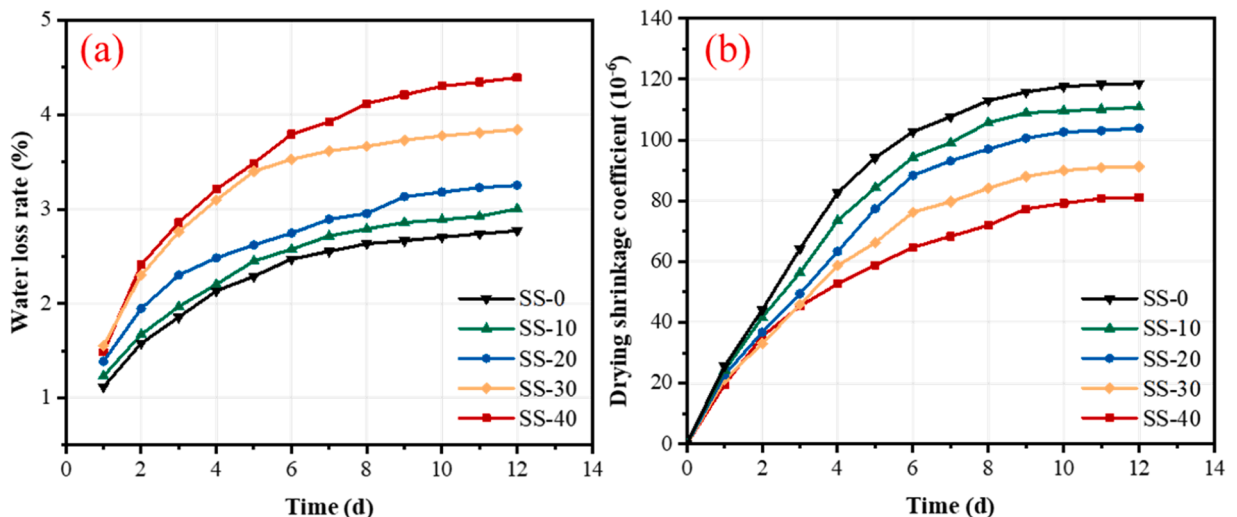 (a)
Water loss rate (%)
5
4
3
2
1
0 2 4 6 8 10 12 14
Time (d)
SS-0
SS-10
SS-20
SS-30
SS-40
(b)
Drying shrinkage coefficient (10⁻⁶)
140
120
100
80
60
40
20
0
0 2 4 6 8 10 12 14
Time (d)
SS-0
SS-10
SS-20
SS-30
SS-40